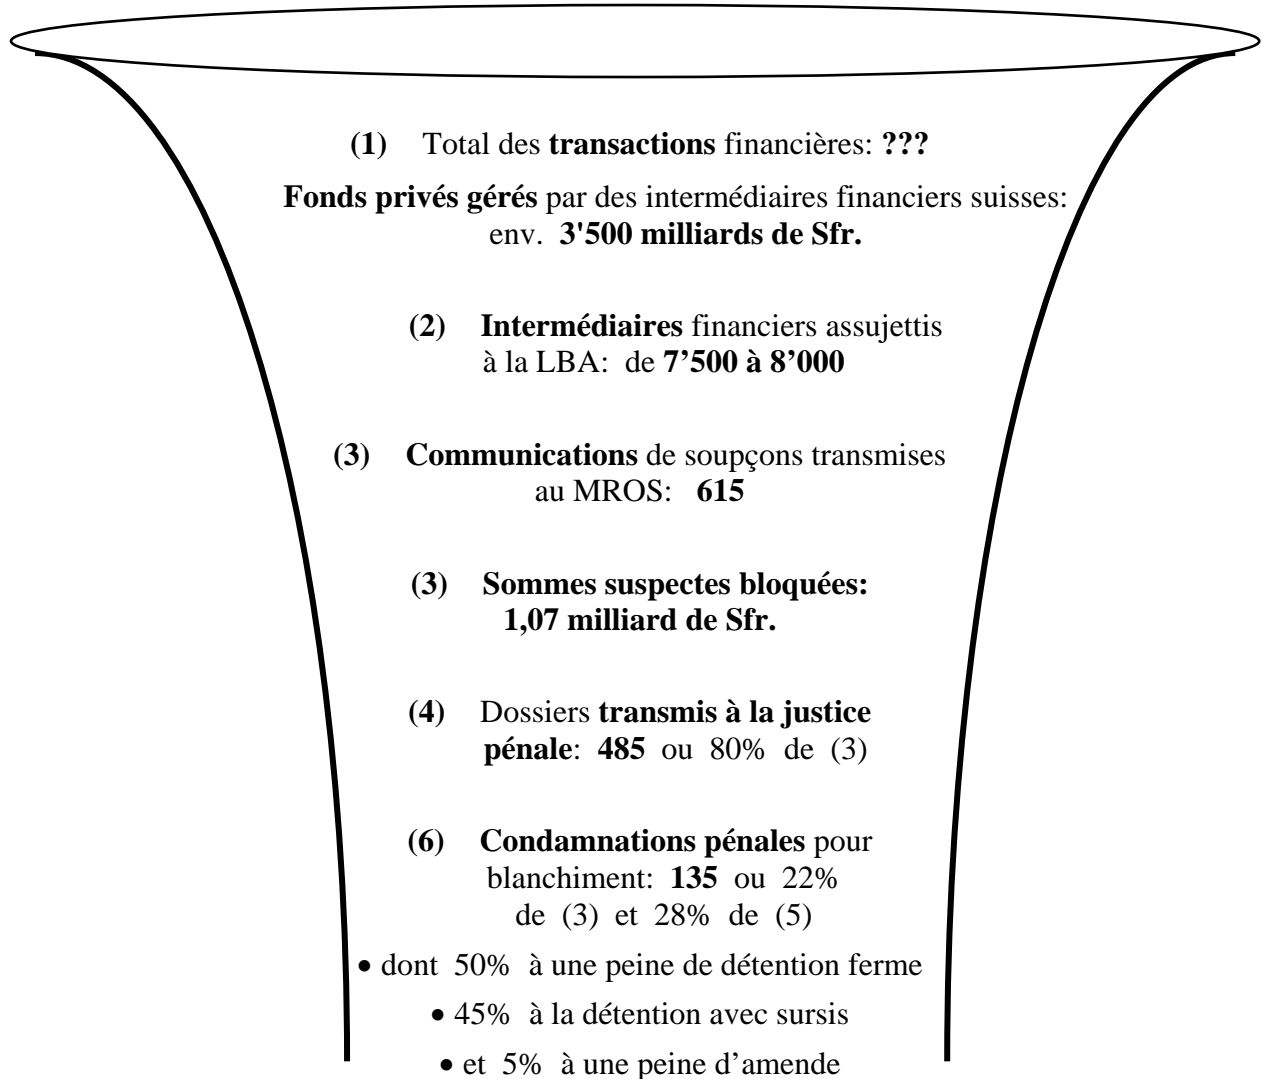 (1) Total des transactions financières: ???
Fonds privés gérés par des intermédiaires financiers suisses:
env. 3'500 milliards de Sfr.
(2) Intermédiaires financiers assujettis
à la LBA: de 7’500 à 8’000
(3) Communications de soupçons transmises
au MROS: 615
(3) Sommes suspectes bloquées:
1,07 milliard de Sfr.
(4) Dossiers transmis à la justice
pénale: 485 ou 80% de (3)
(6) Condamnations pénales pour
blanchiment: 135 ou 22%
de (3) et 28% de (5)
• dont 50% à une peine de détention ferme
• 45% à la détention avec sursis
• et 5% à une peine d’amende